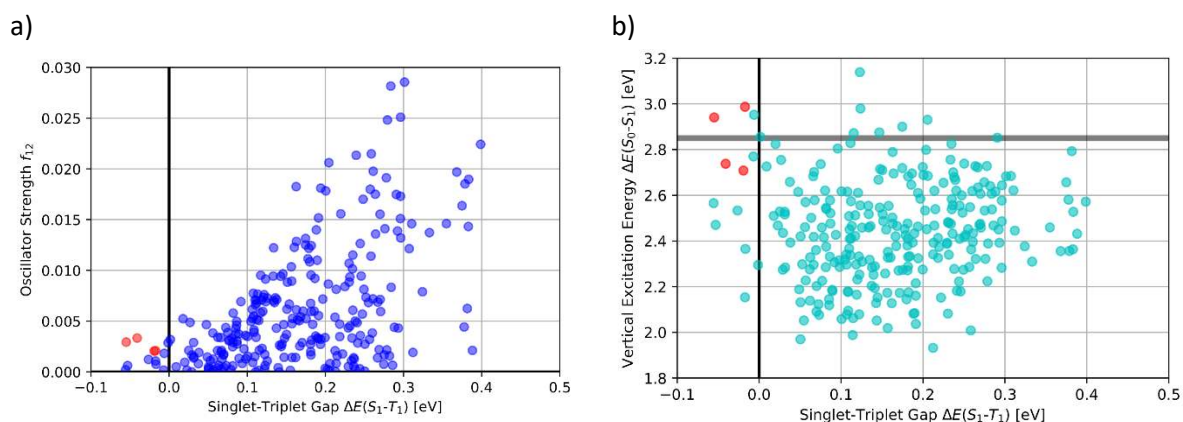 a)
Oscillator Strength f₁₂
0.030
0.025
0.020
0.015
0.010
0.005
0.000
−0.1 0.0 0.1 0.2 0.3 0.4 0.5
Singlet-Triplet Gap ΔE(S₁-T₁) [eV]
b)
Vertical Excitation Energy ΔE(S₀-S₁) [eV]
3.2
3.0
2.8
2.6
2.4
2.2
2.0
1.8
−0.1 0.0 0.1 0.2 0.3 0.4 0.5
Singlet-Triplet Gap ΔE(S₁-T₁) [eV]